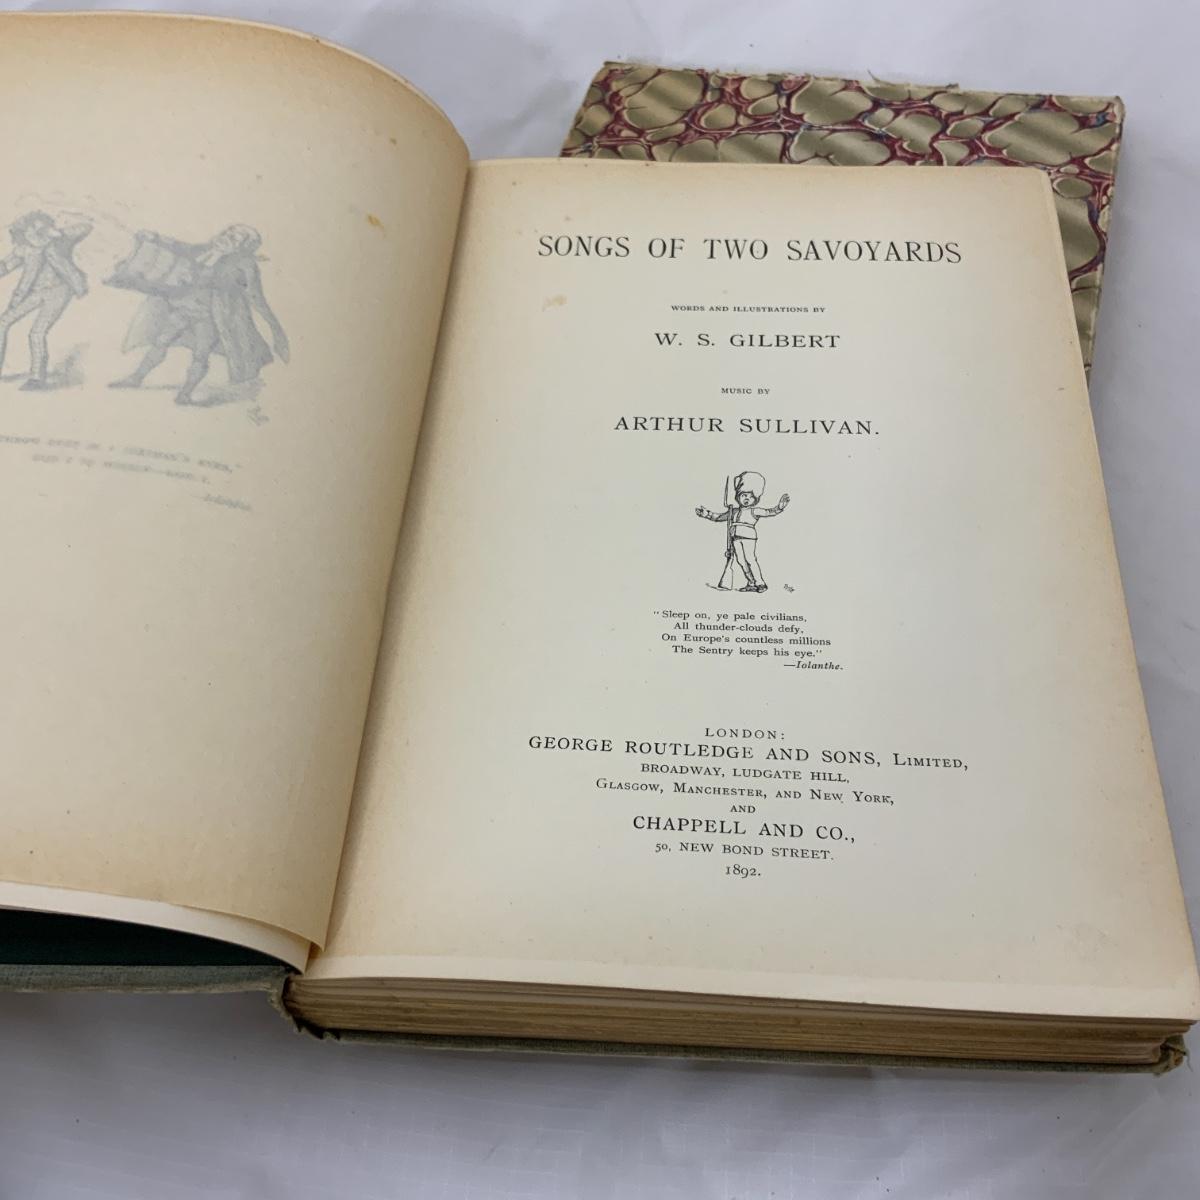 SONGS OF TWO SAVOYARDS
WORDS AND ILLUSTRATIONS BY
W. S. GILBERT
MUSIC BY
ARTHUR SULLIVAN.
"Sleep on, ye pale civilians,
All thunder-clouds defy,
On Europe's countless millions
The Sentry keeps his eye."
—Iolanthe.
LONDON:
GEORGE ROUTLEDGE AND SONS, LIMITED,
BROADWAY, LUDGATE HILL,
GLASGOW, MANCHESTER, AND NEW YORK,
AND
CHAPPELL AND CO.,
50, NEW BOND STREET.
1892.